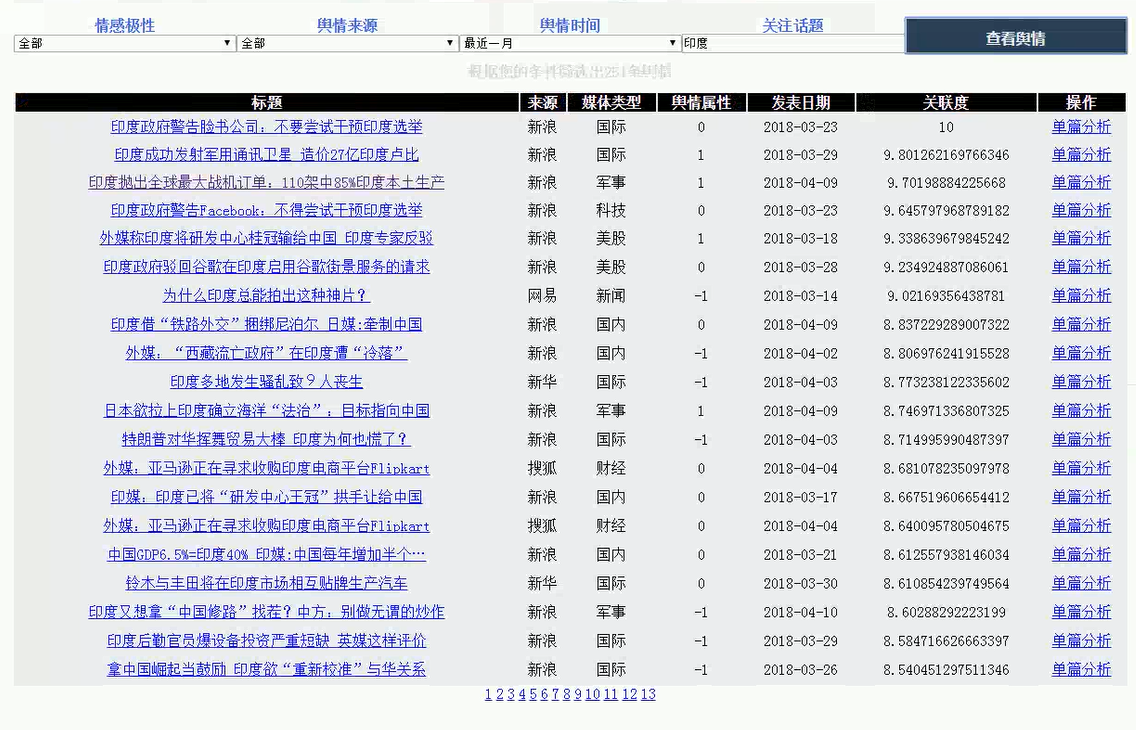 情感极性 舆情来源 舆情时间 关注话题
全部 全部 最近一月 印度 查看舆情
标题 来源 媒体类型 舆情属性 发表日期 关联度 操作
印度政府警告脸书公司：不要尝试干预印度选举 新浪 国际 0 2018-03-23 10 单篇分析
印度成功发射军用通讯卫星 造价27亿印度卢比 新浪 国际 1 2018-03-29 9.801262169766346 单篇分析
印度抛出全球最大战机订单：110架中85%印度本土生产 新浪 军事 1 2018-04-09 9.70198884225668 单篇分析
印度政府警告Facebook：不得尝试干预印度选举 新浪 科技 0 2018-03-23 9.645797968789182 单篇分析
外媒称印度将研发中心桂冠输给中国 印度专家反驳 新浪 美股 1 2018-03-18 9.338639679845242 单篇分析
印度政府驳回谷歌在印度启用谷歌街景服务的请求 新浪 美股 0 2018-03-28 9.234924887086061 单篇分析
为什么印度总能拍出这种神片？ 网易 新闻 -1 2018-03-14 9.02169356438781 单篇分析
印度借“铁路外交”捆绑尼泊尔 日媒:牵制中国 新浪 国内 0 2018-04-09 8.837229289007322 单篇分析
外媒：“西藏流亡政府”在印度遭“冷落” 新浪 国内 -1 2018-04-02 8.806976241915528 单篇分析
印度多地发生骚乱致９人丧生 新华 国际 -1 2018-04-03 8.773238122335602 单篇分析
日本欲拉上印度确立海洋“法治”：目标指向中国 新浪 军事 1 2018-04-09 8.746971336807325 单篇分析
特朗普对华挥舞贸易大棒 印度为何也慌了？ 新浪 国际 -1 2018-04-03 8.714995990487397 单篇分析
外媒：亚马逊正在寻求收购印度电商平台Flipkart 搜狐 财经 0 2018-04-04 8.681078235097978 单篇分析
印媒：印度已将“研发中心王冠”拱手让给中国 新浪 国内 0 2018-03-17 8.667519606654412 单篇分析
外媒：亚马逊正在寻求收购印度电商平台Flipkart 搜狐 财经 0 2018-04-04 8.640095780504675 单篇分析
中国GDP6.5%=印度40% 印媒:中国每年增加半个… 新浪 国内 0 2018-03-21 8.612557938146034 单篇分析
铃木与丰田将在印度市场相互贴牌生产汽车 新华 国际 0 2018-03-30 8.610854239749564 单篇分析
印度又想拿“中国修路”找茬？中方：别做无谓的炒作 新浪 军事 -1 2018-04-10 8.60288292223199 单篇分析
印度后勤官员爆设备投资严重短缺 英媒这样评价 新浪 国际 -1 2018-03-29 8.584716626663397 单篇分析
拿中国崛起当鼓励 印度欲“重新校准”与华关系 新浪 国际 -1 2018-03-26 8.540451297511346 单篇分析
1 2 3 4 5 6 7 8 9 10 11 12 13